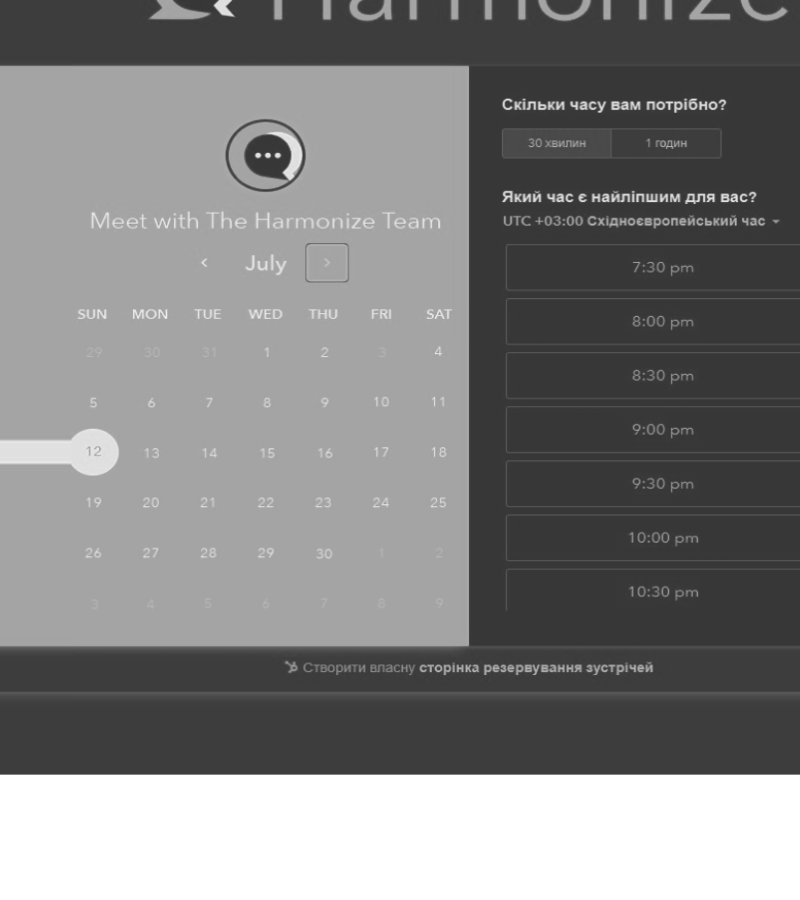 Harmonize
Meet with The Harmonize Team
July
SUN MON TUE WED THU FRI SAT
29 30 31 1 2 3 4
5 6 7 8 9 10 11
12 13 14 15 16 17 18
19 20 21 22 23 24 25
26 27 28 29 30 1 2
3 4 5 6 7 8 9
Скільки часу вам потрібно?
30 хвилин 1 годин
Який час є найліпшим для вас?
UTC +03:00 Східноєвропейський час
7:30 pm
8:00 pm
8:30 pm
9:00 pm
9:30 pm
10:00 pm
10:30 pm
Створити власну сторінка резервування зустрічей